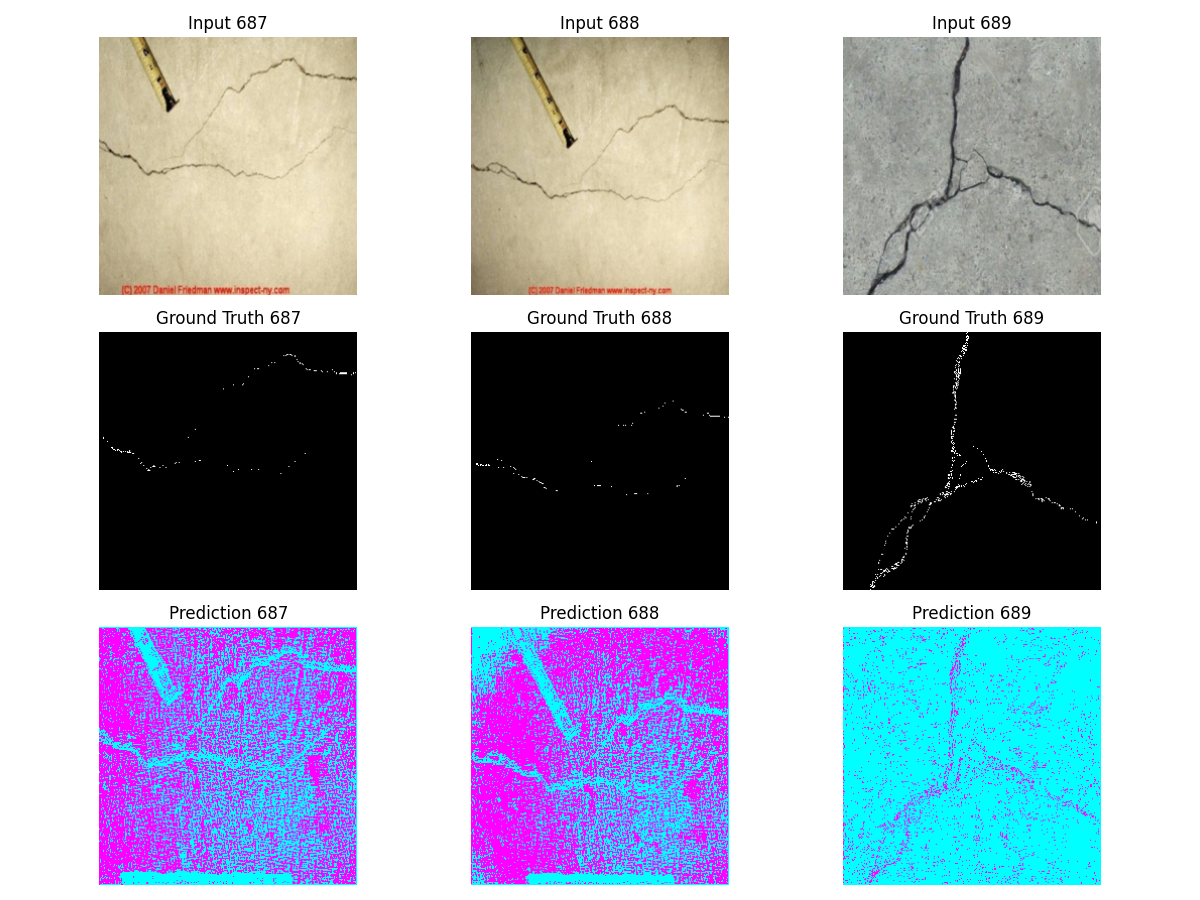 Input 687
Input 688
Input 689
(C) 2007 Daniel Friedman www.inspect-ny.com
(C) 2007 Daniel Friedman www.inspect-ny.com
Ground Truth 687
Ground Truth 688
Ground Truth 689
Prediction 687
Prediction 688
Prediction 689